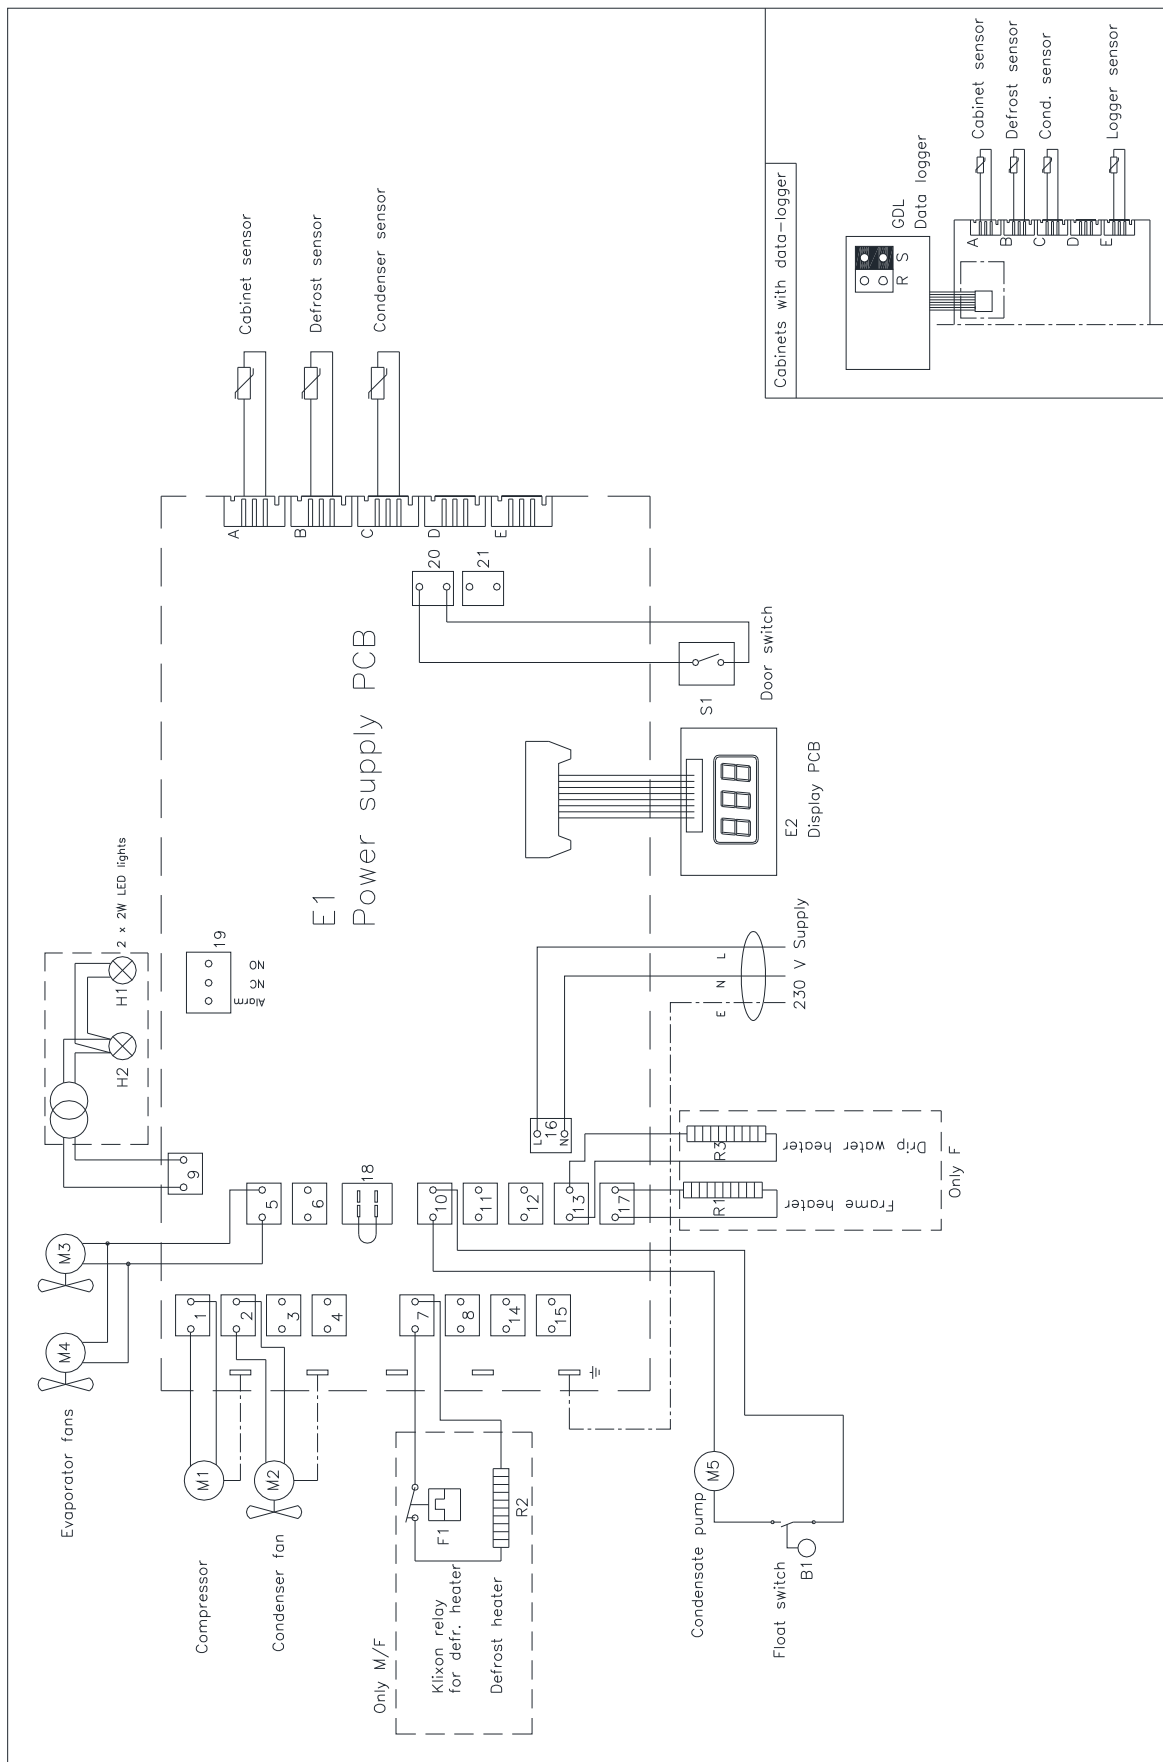 Cabinets with data-logger
GDL
Data logger
R S
A
B
C
D
E
Cabinet sensor
Defrost sensor
Cond. sensor
Logger sensor
Cabinet sensor
Defrost sensor
Condenser sensor
A
B
C
D
E
20
21
S1
Door switch
E1
Power supply PCB
E2
Display PCB
2 x 2W LED lights
H1
H2
19
NO
NC
Alarm
L
N
E
230 V Supply
L
16
N
9
5
6
18
10
11
12
13
17
R3
Drip water heater
R1
Frame heater
Only F
M3
M4
Evaporator fans
1
2
3
4
7
8
14
15
M1
Compressor
M2
Condenser fan
Only M/F
F1
Klixon relay
for defr. heater
R2
Defrost heater
M5
Condensate pump
B1
Float switch